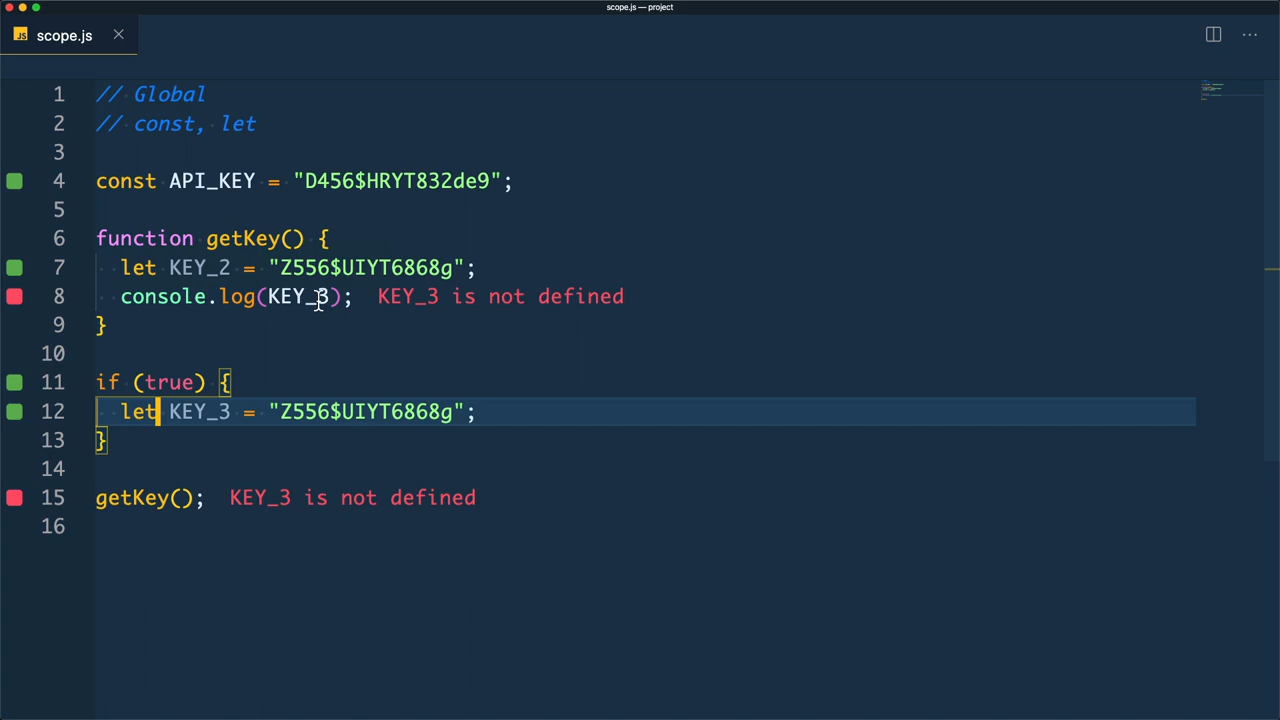 scope.js — project
JS scope.js
1 // Global
2 // const, let
3
4 const API_KEY = "D456$HRYT832de9";
5
6 function getKey() {
7 let KEY_2 = "Z556$UIYT6868g";
8 console.log(KEY_3); KEY_3 is not defined
9 }
10
11 if (true) {
12 let KEY_3 = "Z556$UIYT6868g";
13 }
14
15 getKey(); KEY_3 is not defined
16